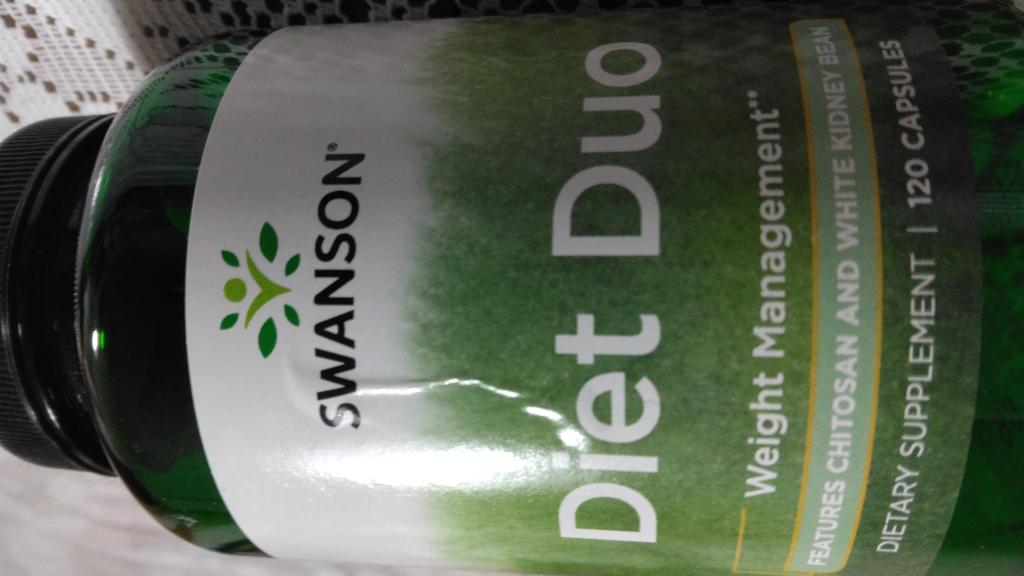 SWANSON®
Diet Duo
Weight Management**
FEATURES CHITOSAN AND WHITE KIDNEY BEAN
DIETARY SUPPLEMENT | 120 CAPSULES